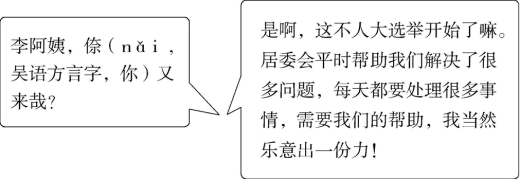 李阿姨，倷（nǎi，
吴语方言字，你）又
来哉？
是啊，这不人大选举开始了嘛。
居委会平时帮助我们解决了很
多问题，每天都要处理很多事
情，需要我们的帮助，我当然
乐意出一份力！